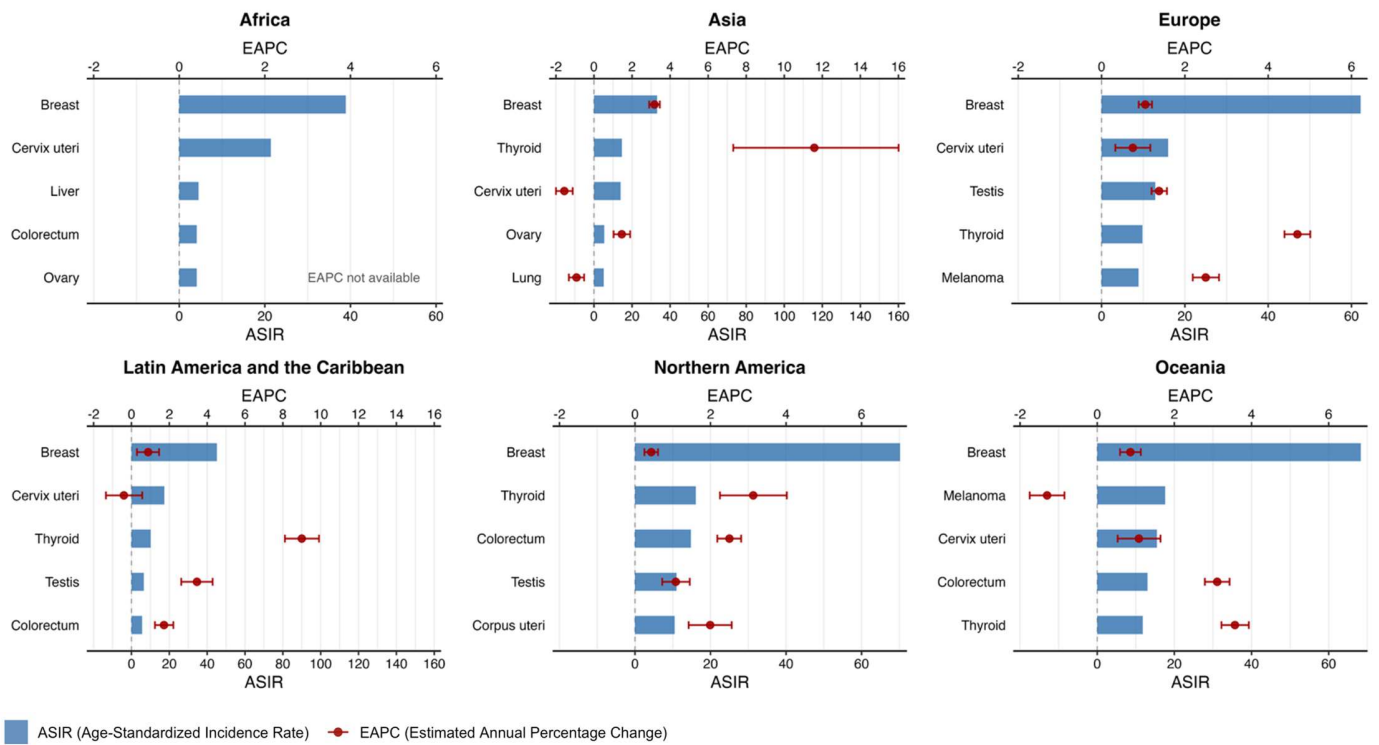 Africa
EAPC
-2 0 2 4 6
Breast
Cervix uteri
Liver
Colorectum
Ovary
EAPC not available
0 20 40 60
ASIR
Asia
EAPC
-2 0 2 4 6 8 10 12 14 16
Breast
Thyroid
Cervix uteri
Ovary
Lung
0 20 40 60 80 100 120 140 160
ASIR
Europe
EAPC
-2 0 2 4 6
Breast
Cervix uteri
Testis
Thyroid
Melanoma
0 20 40 60
ASIR
Latin America and the Caribbean
EAPC
-2 0 2 4 6 8 10 12 14 16
Breast
Cervix uteri
Thyroid
Testis
Colorectum
0 20 40 60 80 100 120 140 160
ASIR
Northern America
EAPC
-2 0 2 4 6
Breast
Thyroid
Colorectum
Testis
Corpus uteri
0 20 40 60
ASIR
Oceania
EAPC
-2 0 2 4 6
Breast
Melanoma
Cervix uteri
Colorectum
Thyroid
0 20 40 60
ASIR
ASIR (Age-Standardized Incidence Rate) EAPC (Estimated Annual Percentage Change)